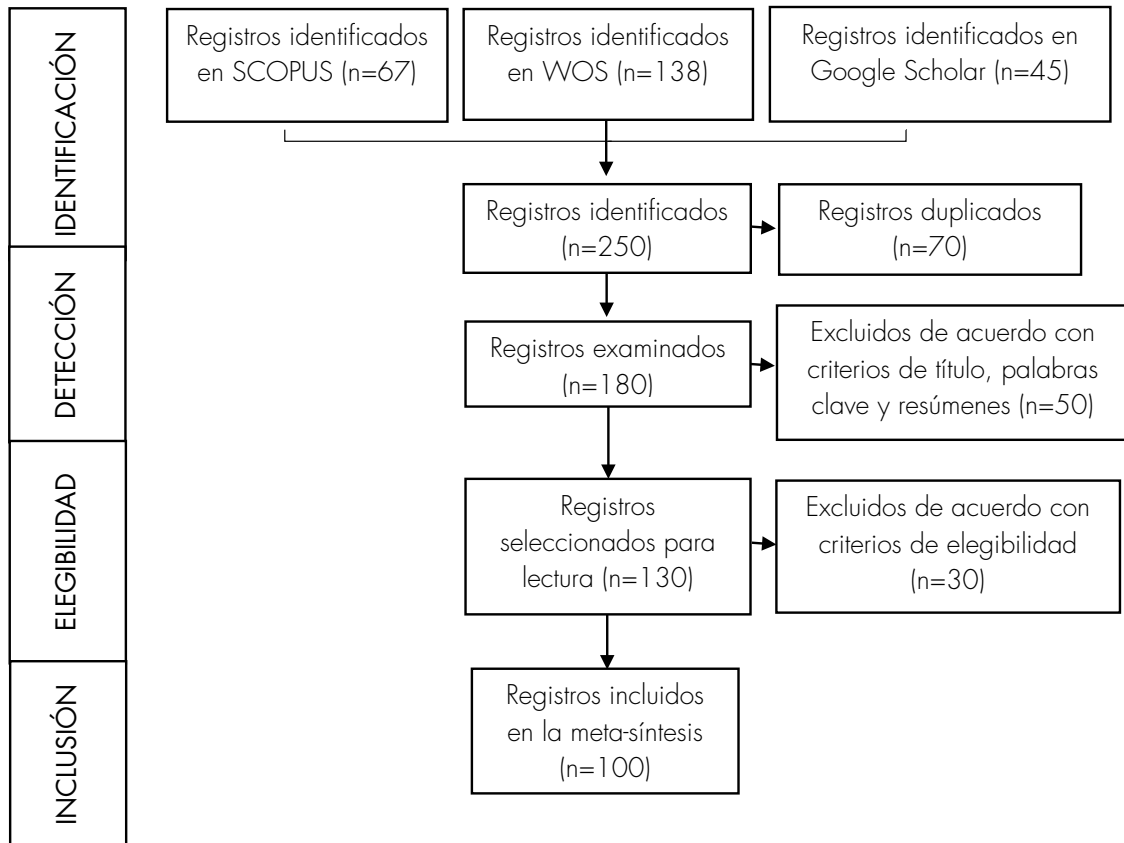 IDENTIFICACIÓN
Registros identificados
en SCOPUS (n=67)
Registros identificados
en WOS (n=138)
Registros identificados en
Google Scholar (n=45)
Registros identificados
(n=250)
Registros duplicados
(n=70)
DETECCIÓN
Registros examinados
(n=180)
Excluidos de acuerdo con
criterios de título, palabras
clave y resúmenes (n=50)
ELEGIBILIDAD
Registros
seleccionados para
lectura (n=130)
Excluidos de acuerdo con
criterios de elegibilidad
(n=30)
INCLUSIÓN
Registros incluidos
en la meta-síntesis
(n=100)